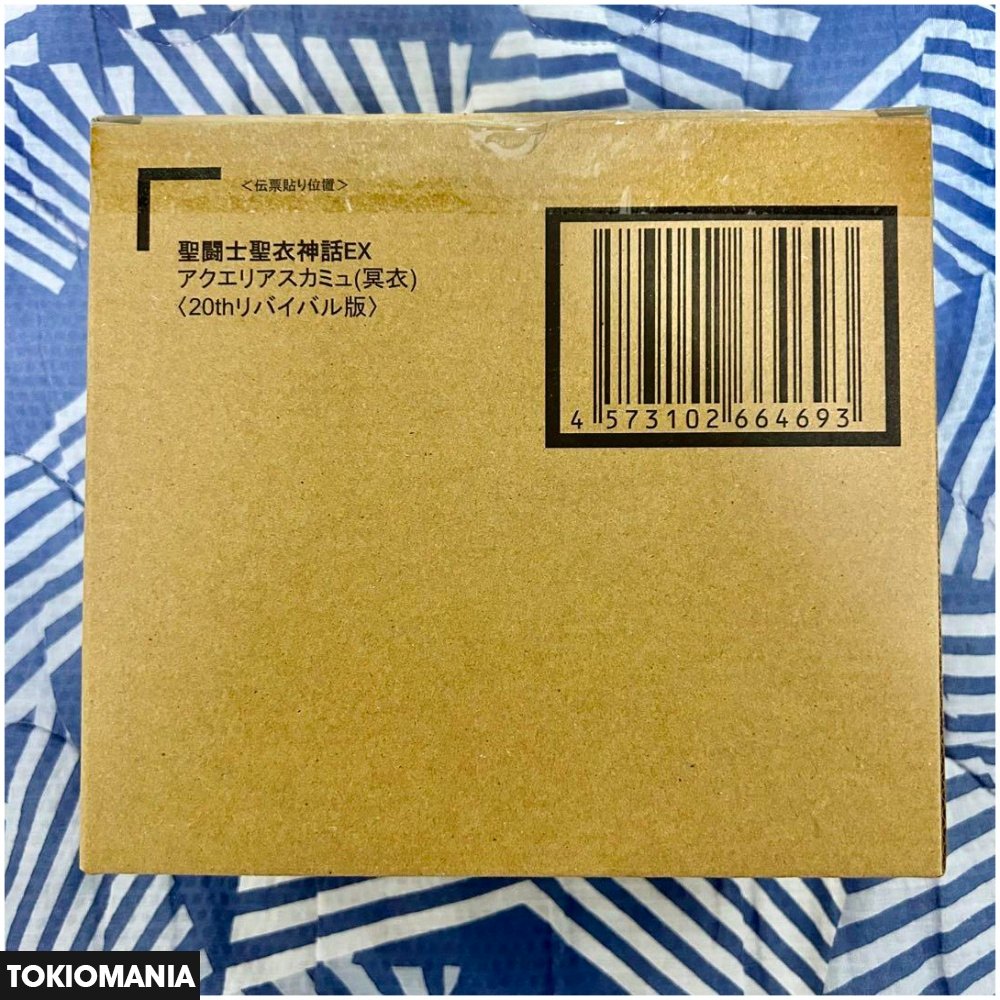 ＜伝票貼り位置＞
聖闘士聖衣神話EX
アクエリアスカミュ(冥衣)
〈20thリバイバル版〉
4 573102 664693
TOKIOMANIA